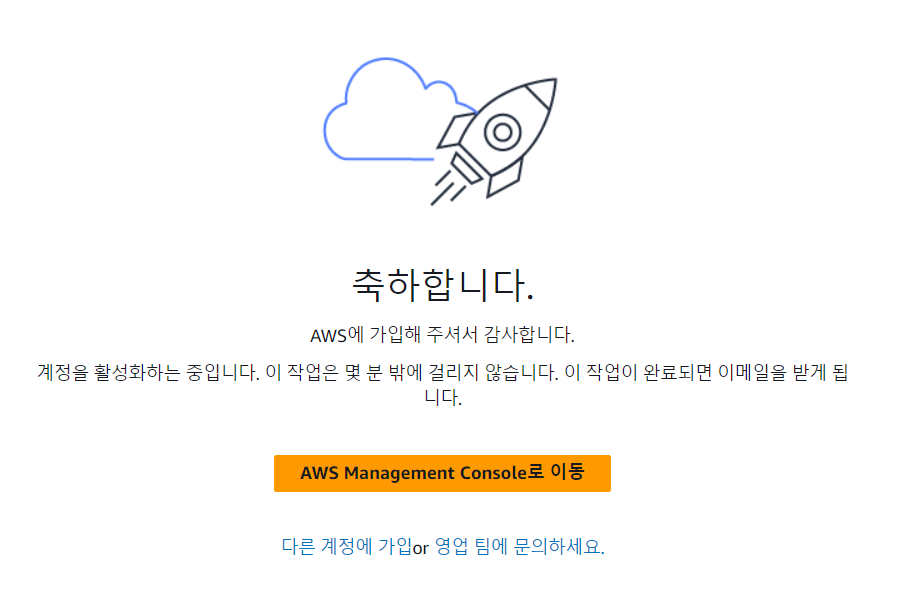 축하합니다.
AWS에 가입해 주셔서 감사합니다.
계정을 활성화하는 중입니다. 이 작업은 몇 분 밖에 걸리지 않습니다. 이 작업이 완료되면 이메일을 받게 됩
니다.
AWS Management Console로 이동
다른 계정에 가입or 영업 팀에 문의하세요.